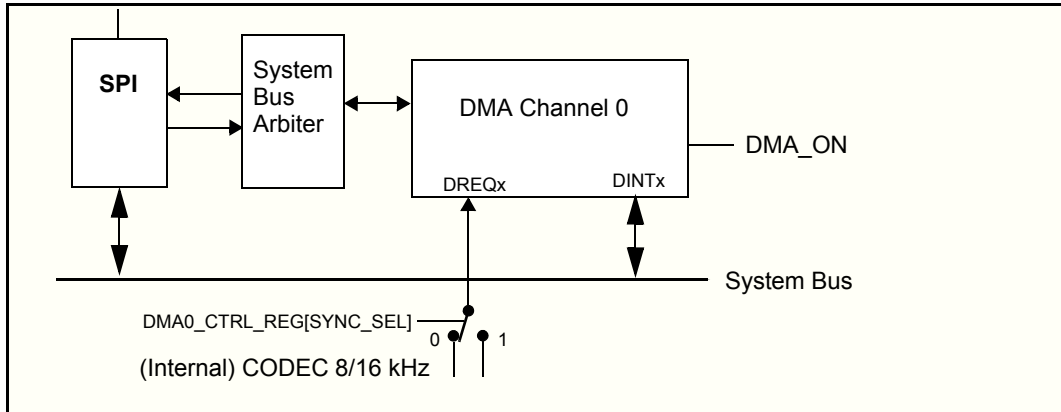 SPI
System
Bus
Arbiter
DMA Channel 0
DREQx
DINTx
DMA_ON
System Bus
DMA0_CTRL_REG[SYNC_SEL]
0
1
(Internal) CODEC 8/16 kHz